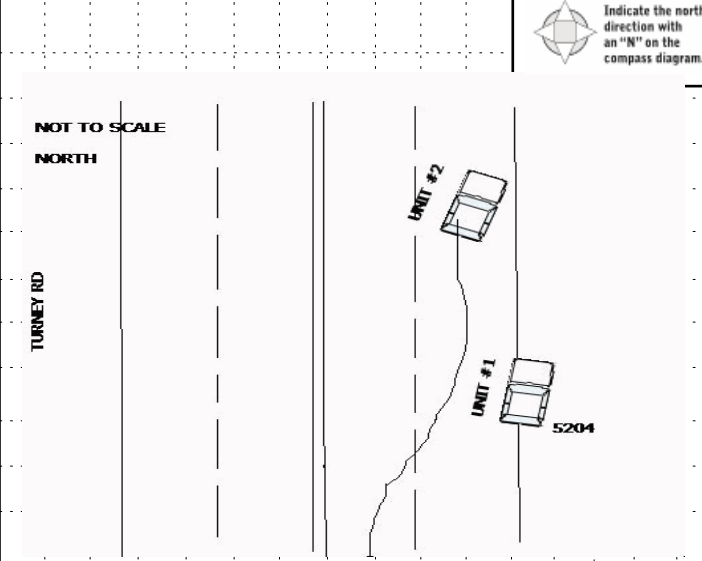 Indicate the north
direction with
an "N" on the
compass diagram.
NOT TO SCALE
NORTH
UNIT #2
TURNEY RD
UNIT #1
5204